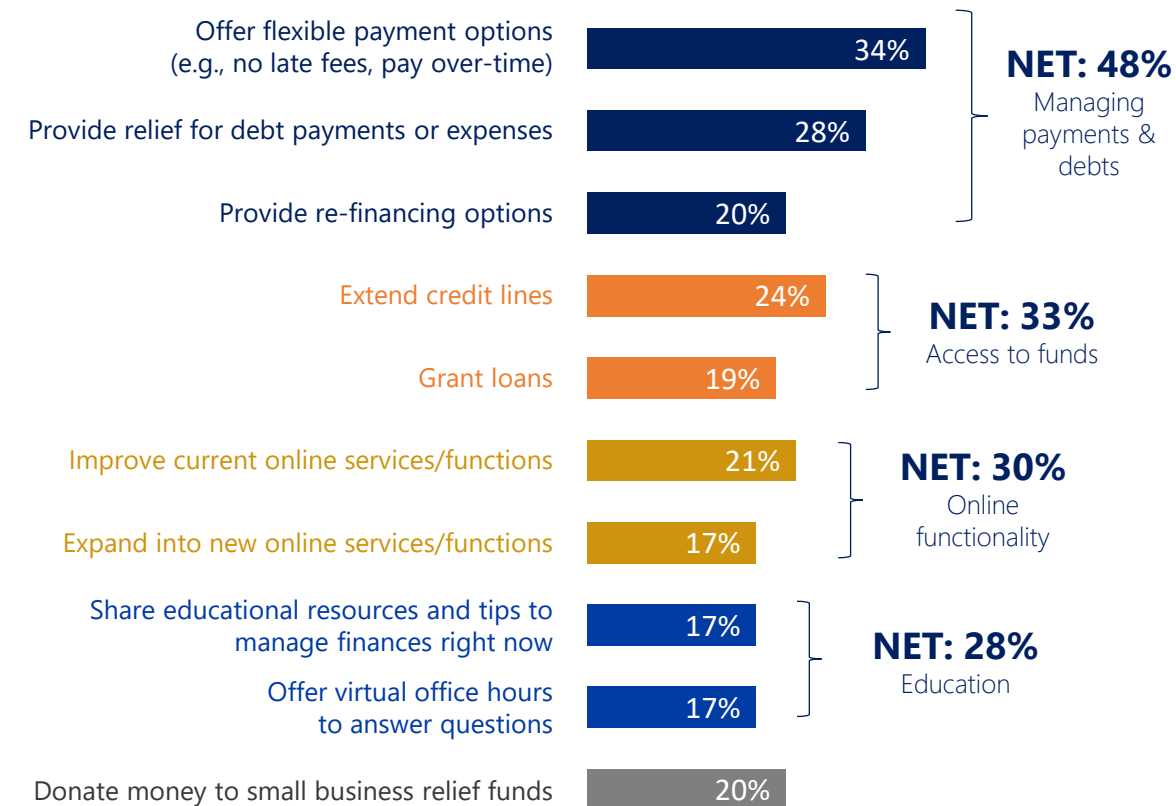 Offer flexible payment options
(e.g., no late fees, pay over-time)
34%
Provide relief for debt payments or expenses
28%
Provide re-financing options
20%
NET: 48%
Managing
payments &
debts
Extend credit lines
24%
Grant loans
19%
NET: 33%
Access to funds
Improve current online services/functions
21%
Expand into new online services/functions
17%
NET: 30%
Online
functionality
Share educational resources and tips to
manage finances right now
17%
Offer virtual office hours
to answer questions
17%
NET: 28%
Education
Donate money to small business relief funds
20%